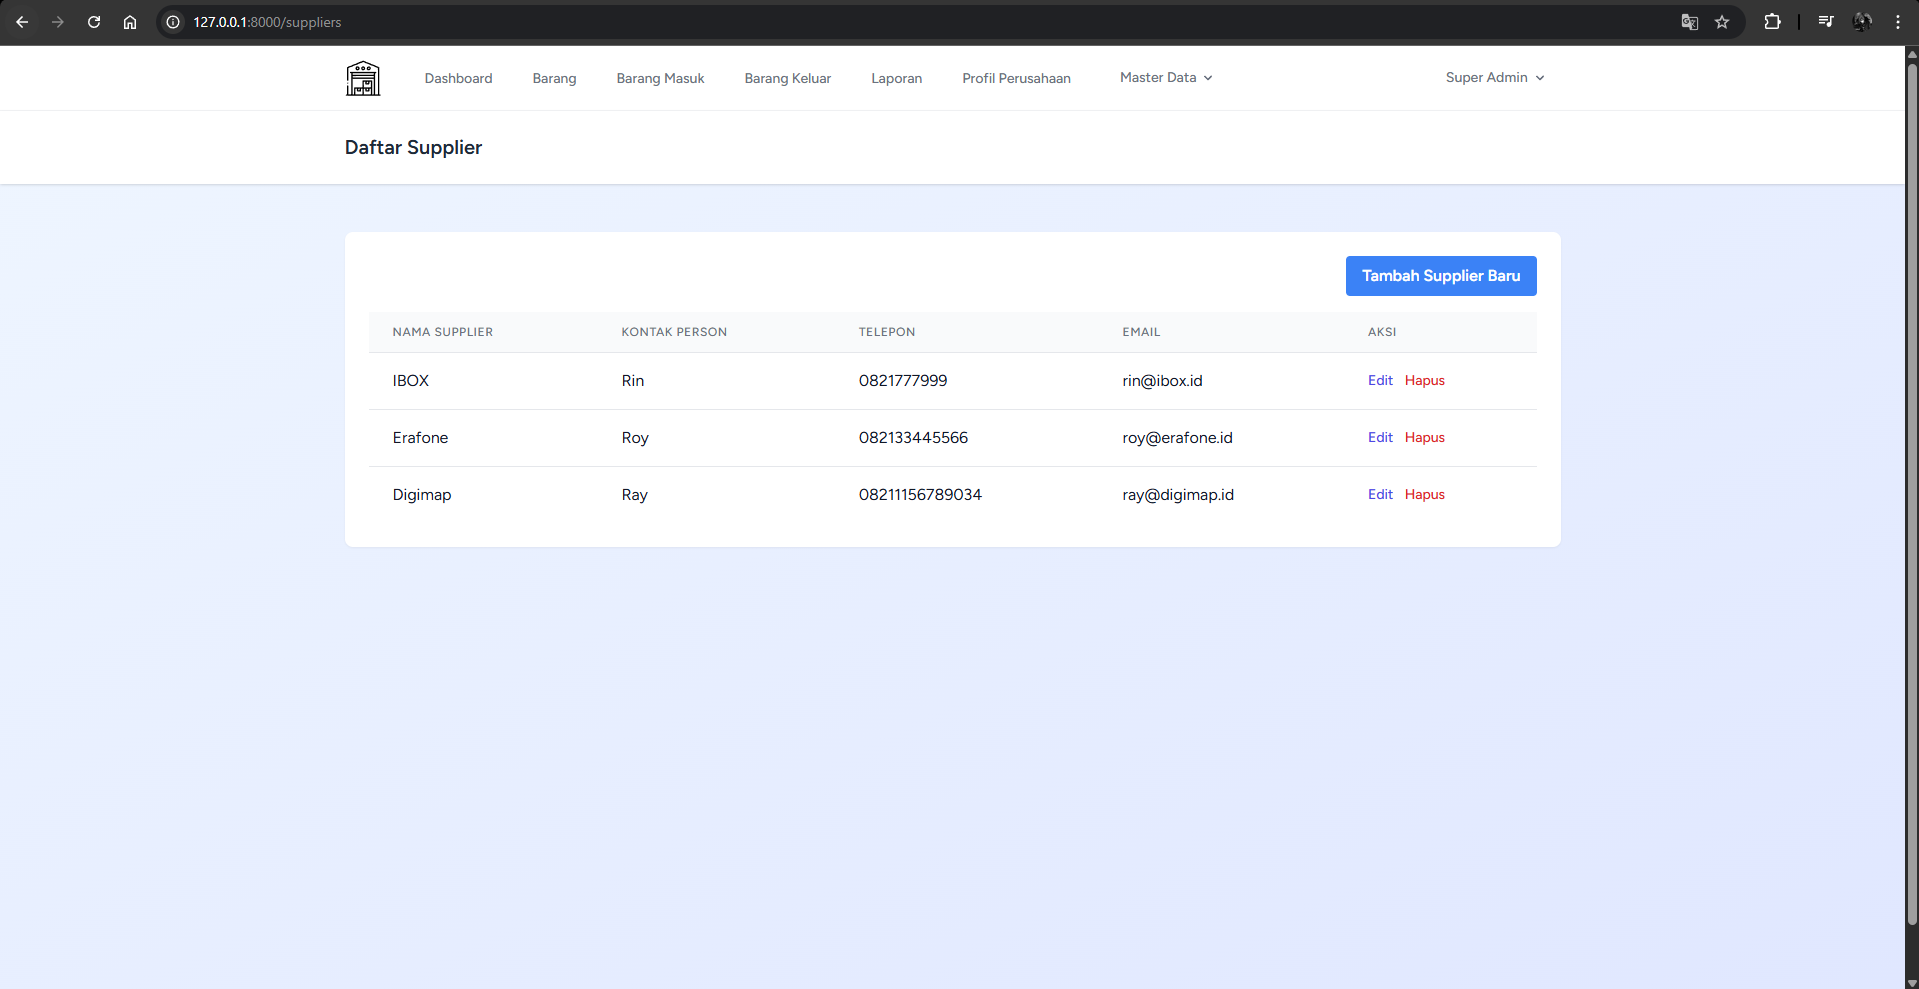 127.0.0.1:8000/suppliers
Dashboard Barang Barang Masuk Barang Keluar Laporan Profil Perusahaan Master Data Super Admin
Daftar Supplier
Tambah Supplier Baru
NAMA SUPPLIER KONTAK PERSON TELEPON EMAIL AKSI
IBOX Rin 0821777999 rin@ibox.id Edit Hapus
Erafone Roy 082133445566 roy@erafone.id Edit Hapus
Digimap Ray 08211156789034 ray@digimap.id Edit Hapus